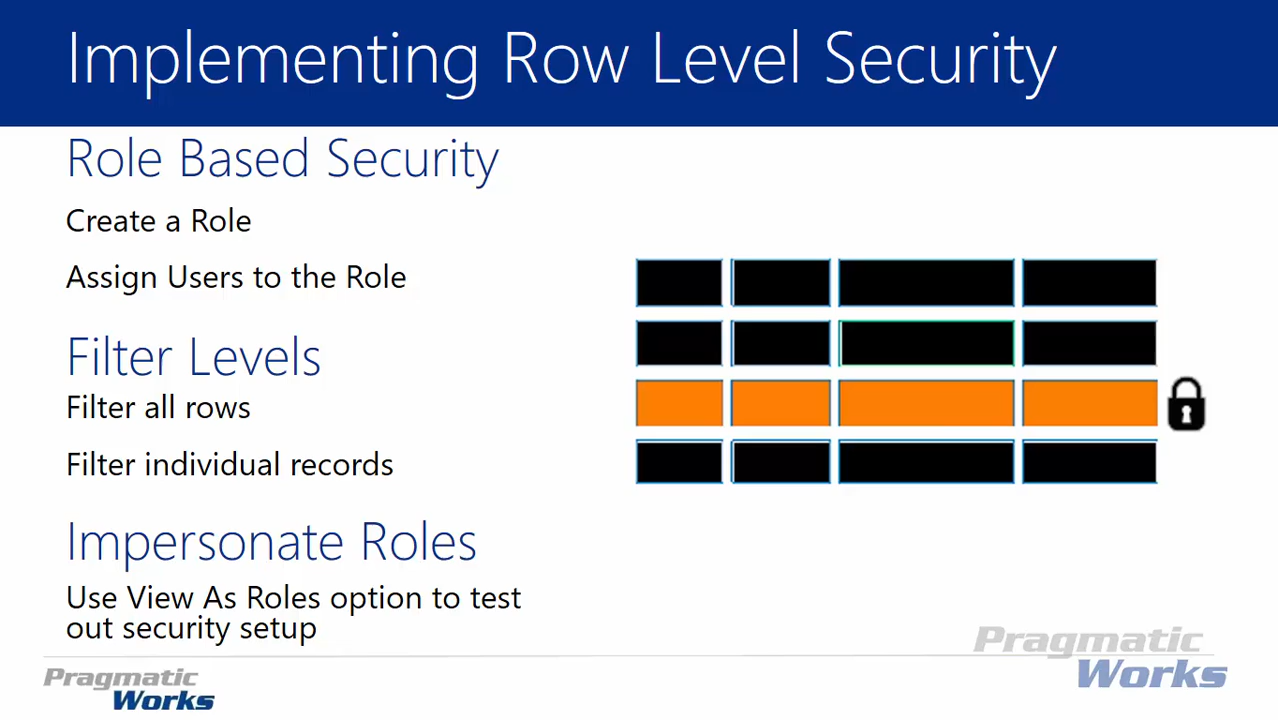 Implementing Row Level Security
Role Based Security
Create a Role
Assign Users to the Role
Filter Levels
Filter all rows
Filter individual records
Impersonate Roles
Use View As Roles option to test
out security setup
Pragmatic
Works
Pragmatic
Works